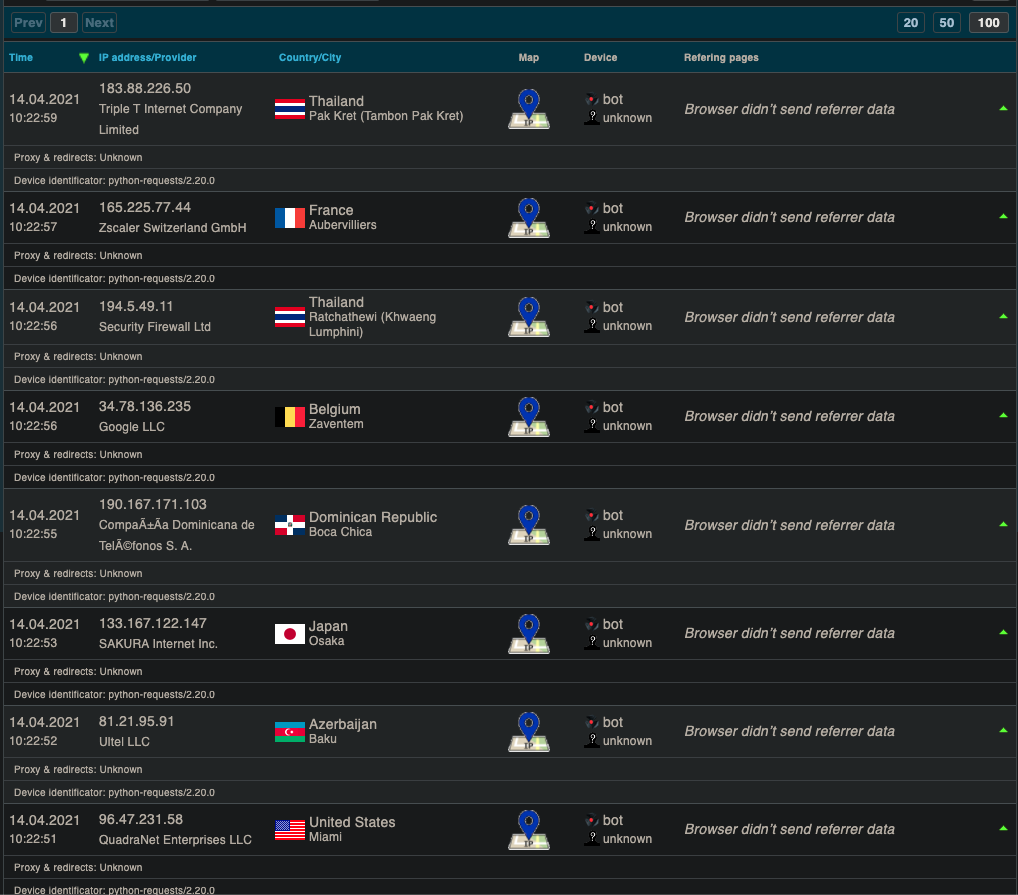 Prev 1 Next 20 50 100
Time IP address/Provider Country/City Map Device Refering pages
14.04.2021
10:22:59
183.88.226.50
Triple T Internet Company
Limited
Thailand
Pak Kret (Tambon Pak Kret)
IP
bot
? unknown
Browser didn't send referrer data
Proxy & redirects: Unknown
Device identificator: python-requests/2.20.0
14.04.2021
10:22:57
165.225.77.44
Zscaler Switzerland GmbH
France
Aubervilliers
IP
bot
? unknown
Browser didn't send referrer data
Proxy & redirects: Unknown
Device identificator: python-requests/2.20.0
14.04.2021
10:22:56
194.5.49.11
Security Firewall Ltd
Thailand
Ratchathewi (Khwaeng
Lumphini)
IP
bot
? unknown
Browser didn't send referrer data
Proxy & redirects: Unknown
Device identificator: python-requests/2.20.0
14.04.2021
10:22:56
34.78.136.235
Google LLC
Belgium
Zaventem
IP
bot
? unknown
Browser didn't send referrer data
Proxy & redirects: Unknown
Device identificator: python-requests/2.20.0
14.04.2021
10:22:55
190.167.171.103
CompaÃ±Ãa Dominicana de
TelÃ©fonos S. A.
Dominican Republic
Boca Chica
IP
bot
? unknown
Browser didn't send referrer data
Proxy & redirects: Unknown
Device identificator: python-requests/2.20.0
14.04.2021
10:22:53
133.167.122.147
SAKURA Internet Inc.
Japan
Osaka
IP
bot
? unknown
Browser didn't send referrer data
Proxy & redirects: Unknown
Device identificator: python-requests/2.20.0
14.04.2021
10:22:52
81.21.95.91
Ultel LLC
Azerbaijan
Baku
IP
bot
? unknown
Browser didn't send referrer data
Proxy & redirects: Unknown
Device identificator: python-requests/2.20.0
14.04.2021
10:22:51
96.47.231.58
QuadraNet Enterprises LLC
United States
Miami
IP
bot
? unknown
Browser didn't send referrer data
Proxy & redirects: Unknown
Device identificator: python-requests/2.20.0